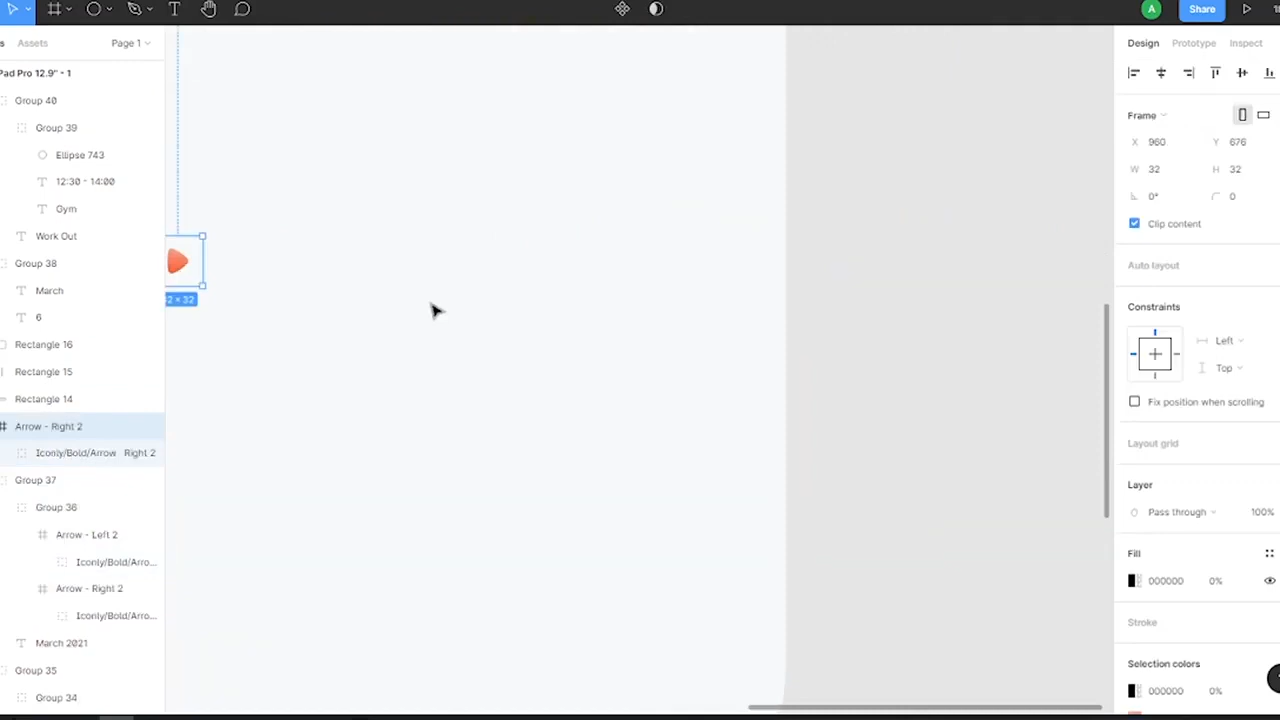 A
Share
Assets
Page 1
Pad Pro 12.9" - 1
Group 40
Group 39
Ellipse 743
12:30 - 14:00
Gym
Work Out
Group 38
March
6
Rectangle 16
Rectangle 15
Rectangle 14
Arrow - Right 2
Iconly/Bold/Arrow Right 2
Group 37
Group 36
Arrow - Left 2
Iconly/Bold/Arro...
Arrow - Right 2
Iconly/Bold/Arro...
March 2021
Group 35
Group 34
2 × 32
Design Prototype Inspect
Frame
X 960 Y 676
W 32 H 32
0° 0
Clip content
Auto layout
Constraints
Left
Top
Fix position when scrolling
Layout grid
Layer
Pass through 100%
Fill
000000 0%
Stroke
Selection colors
000000 0%